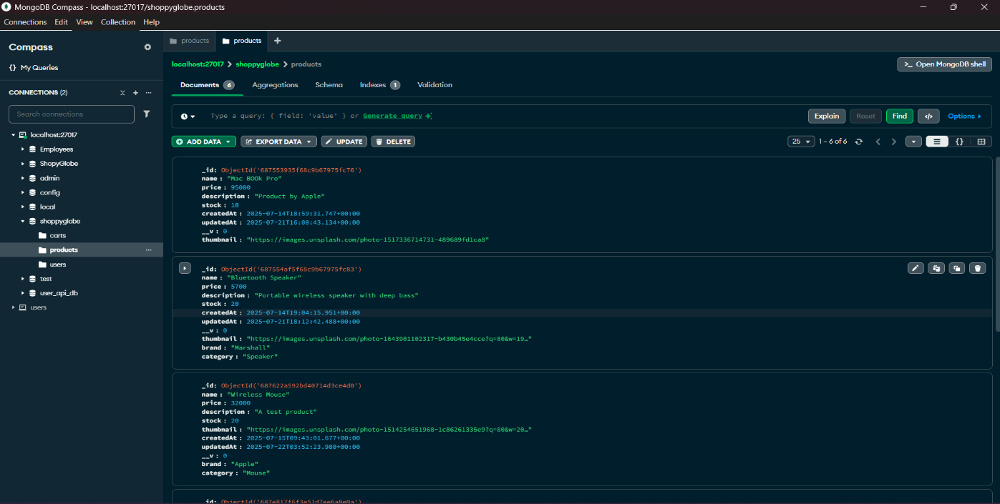 MongoDB Compass - localhost:27017/shoppyglobe.products
Connections Edit View Collection Help
Compass
{} My Queries
CONNECTIONS (2)
Search connections
localhost:27017
Employees
ShopyGlobe
admin
config
local
shoppyglobe
carts
products
users
test
user_api_db
users
products
products
localhost:27017 > shoppyglobe > products
>_ Open MongoDB shell
Documents 6 Aggregations Schema Indexes 1 Validation
Type a query: { field: 'value' } or Generate query
Explain Reset Find </> Options
ADD DATA EXPORT DATA UPDATE DELETE
25 1 – 6 of 6 {}
_id: ObjectId('687553935f68c9b67975fc76')
name : "Mac BOOk Pro"
price : 95000
description : "Product by Apple"
stock : 10
createdAt : 2025-07-14T18:59:31.747+00:00
updatedAt : 2025-07-21T16:00:43.134+00:00
__v : 0
thumbnail : "https://images.unsplash.com/photo-1517336714731-489689fd1ca8"
_id: ObjectId('687554af5f68c9b67975fc83')
name : "Bluetooth Speaker"
price : 5700
description : "Portable wireless speaker with deep bass"
stock : 20
createdAt : 2025-07-14T19:04:15.951+00:00
updatedAt : 2025-07-21T18:12:42.488+00:00
__v : 0
thumbnail : "https://images.unsplash.com/photo-1643901102317-b430b45e4cce?q=80&w=19…"
brand : "Marshall"
category : "Speaker"
_id: ObjectId('687622a592bd40714d3ce4d0')
name : "Wireless Mouse"
price : 32000
description : "A test product"
stock : 20
thumbnail : "https://images.unsplash.com/photo-1514254651968-1c86261335e9?q=80&w=20…"
createdAt : 2025-07-15T09:43:01.677+00:00
updatedAt : 2025-07-22T03:52:23.980+00:00
__v : 0
brand : "Apple"
category : "Mouse"
_id: ObjectId('687e817f6f3e51d7ee6a8e0a')